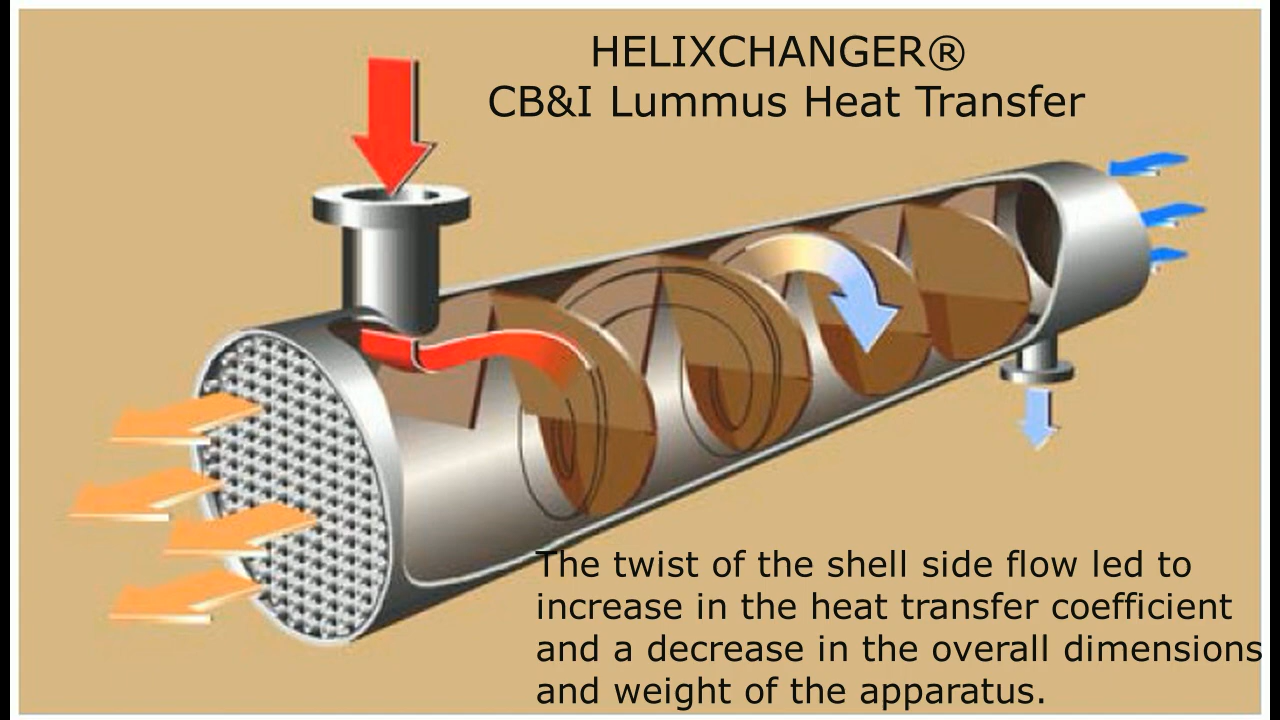 HELIXCHANGER®
CB&I Lummus Heat Transfer
The twist of the shell side flow led to
increase in the heat transfer coefficient
and a decrease in the overall dimensions
and weight of the apparatus.